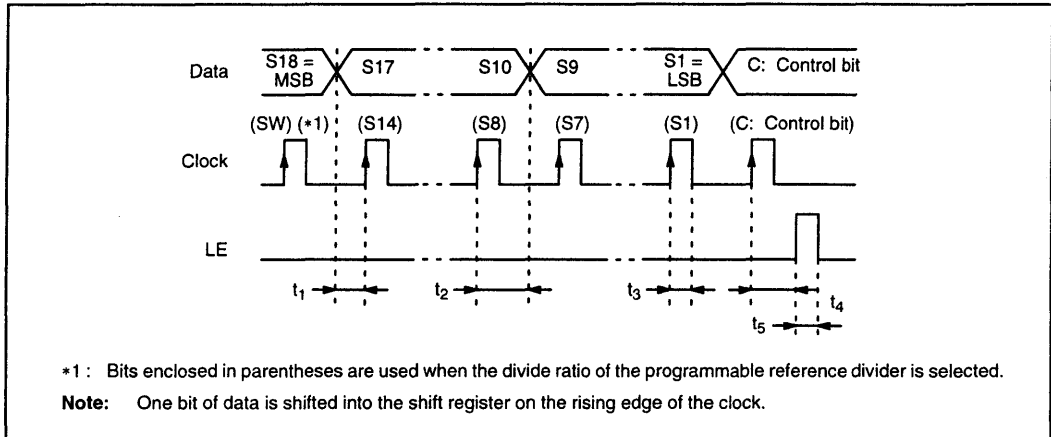 Data S18 = MSB S17 S10 S9 S1 = LSB C: Control bit
(SW) (*1) (S14) (S8) (S7) (S1) (C: Control bit)
Clock
LE
t1 t2 t3 t4
t5
*1 : Bits enclosed in parentheses are used when the divide ratio of the programmable reference divider is selected.
Note: One bit of data is shifted into the shift register on the rising edge of the clock.